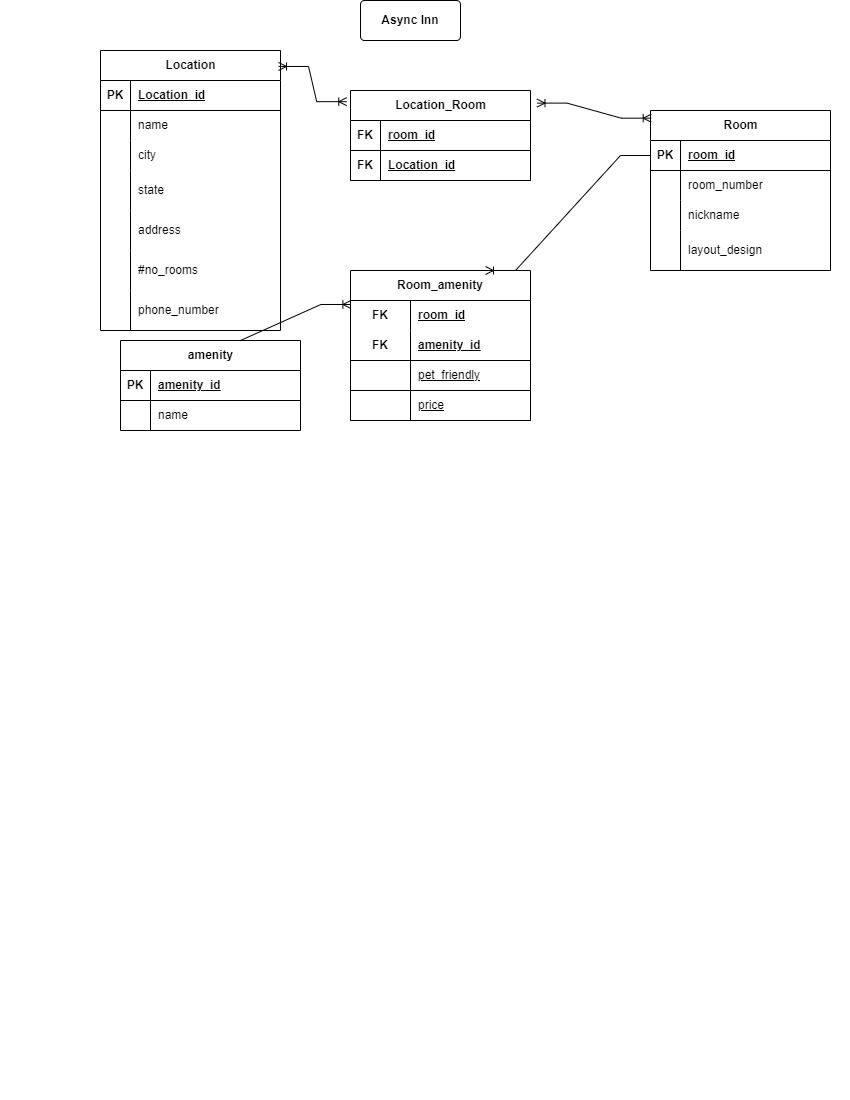 Async Inn
Location
PK Location_id
name
city
state
address
#no_rooms
phone_number
Location_Room
FK room_id
FK Location_id
Room
PK room_id
room_number
nickname
layout_design
Room_amenity
FK room_id
FK amenity_id
pet_friendly
price
amenity
PK amenity_id
name